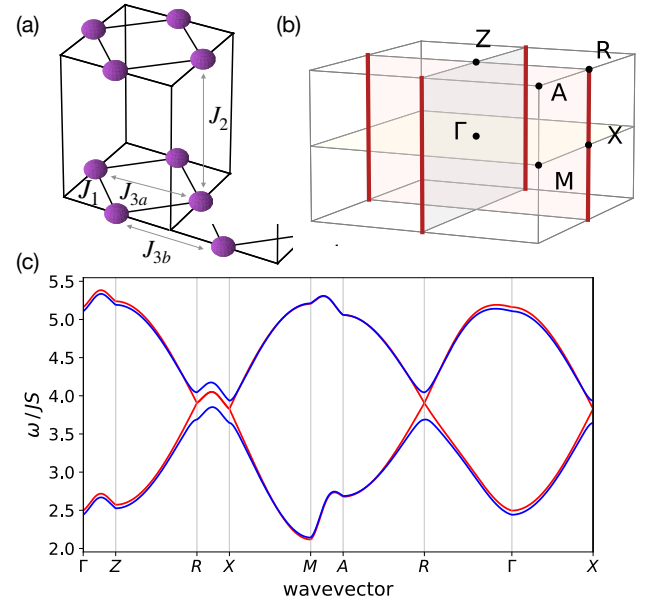 (a)
J2
J1
J3a
J3b
(b)
Z
R
A
Γ
X
M
(c)
5.5
5.0
4.5
4.0
3.5
3.0
2.5
2.0
ω/JS
Γ Z R X M A R Γ X
wavevector